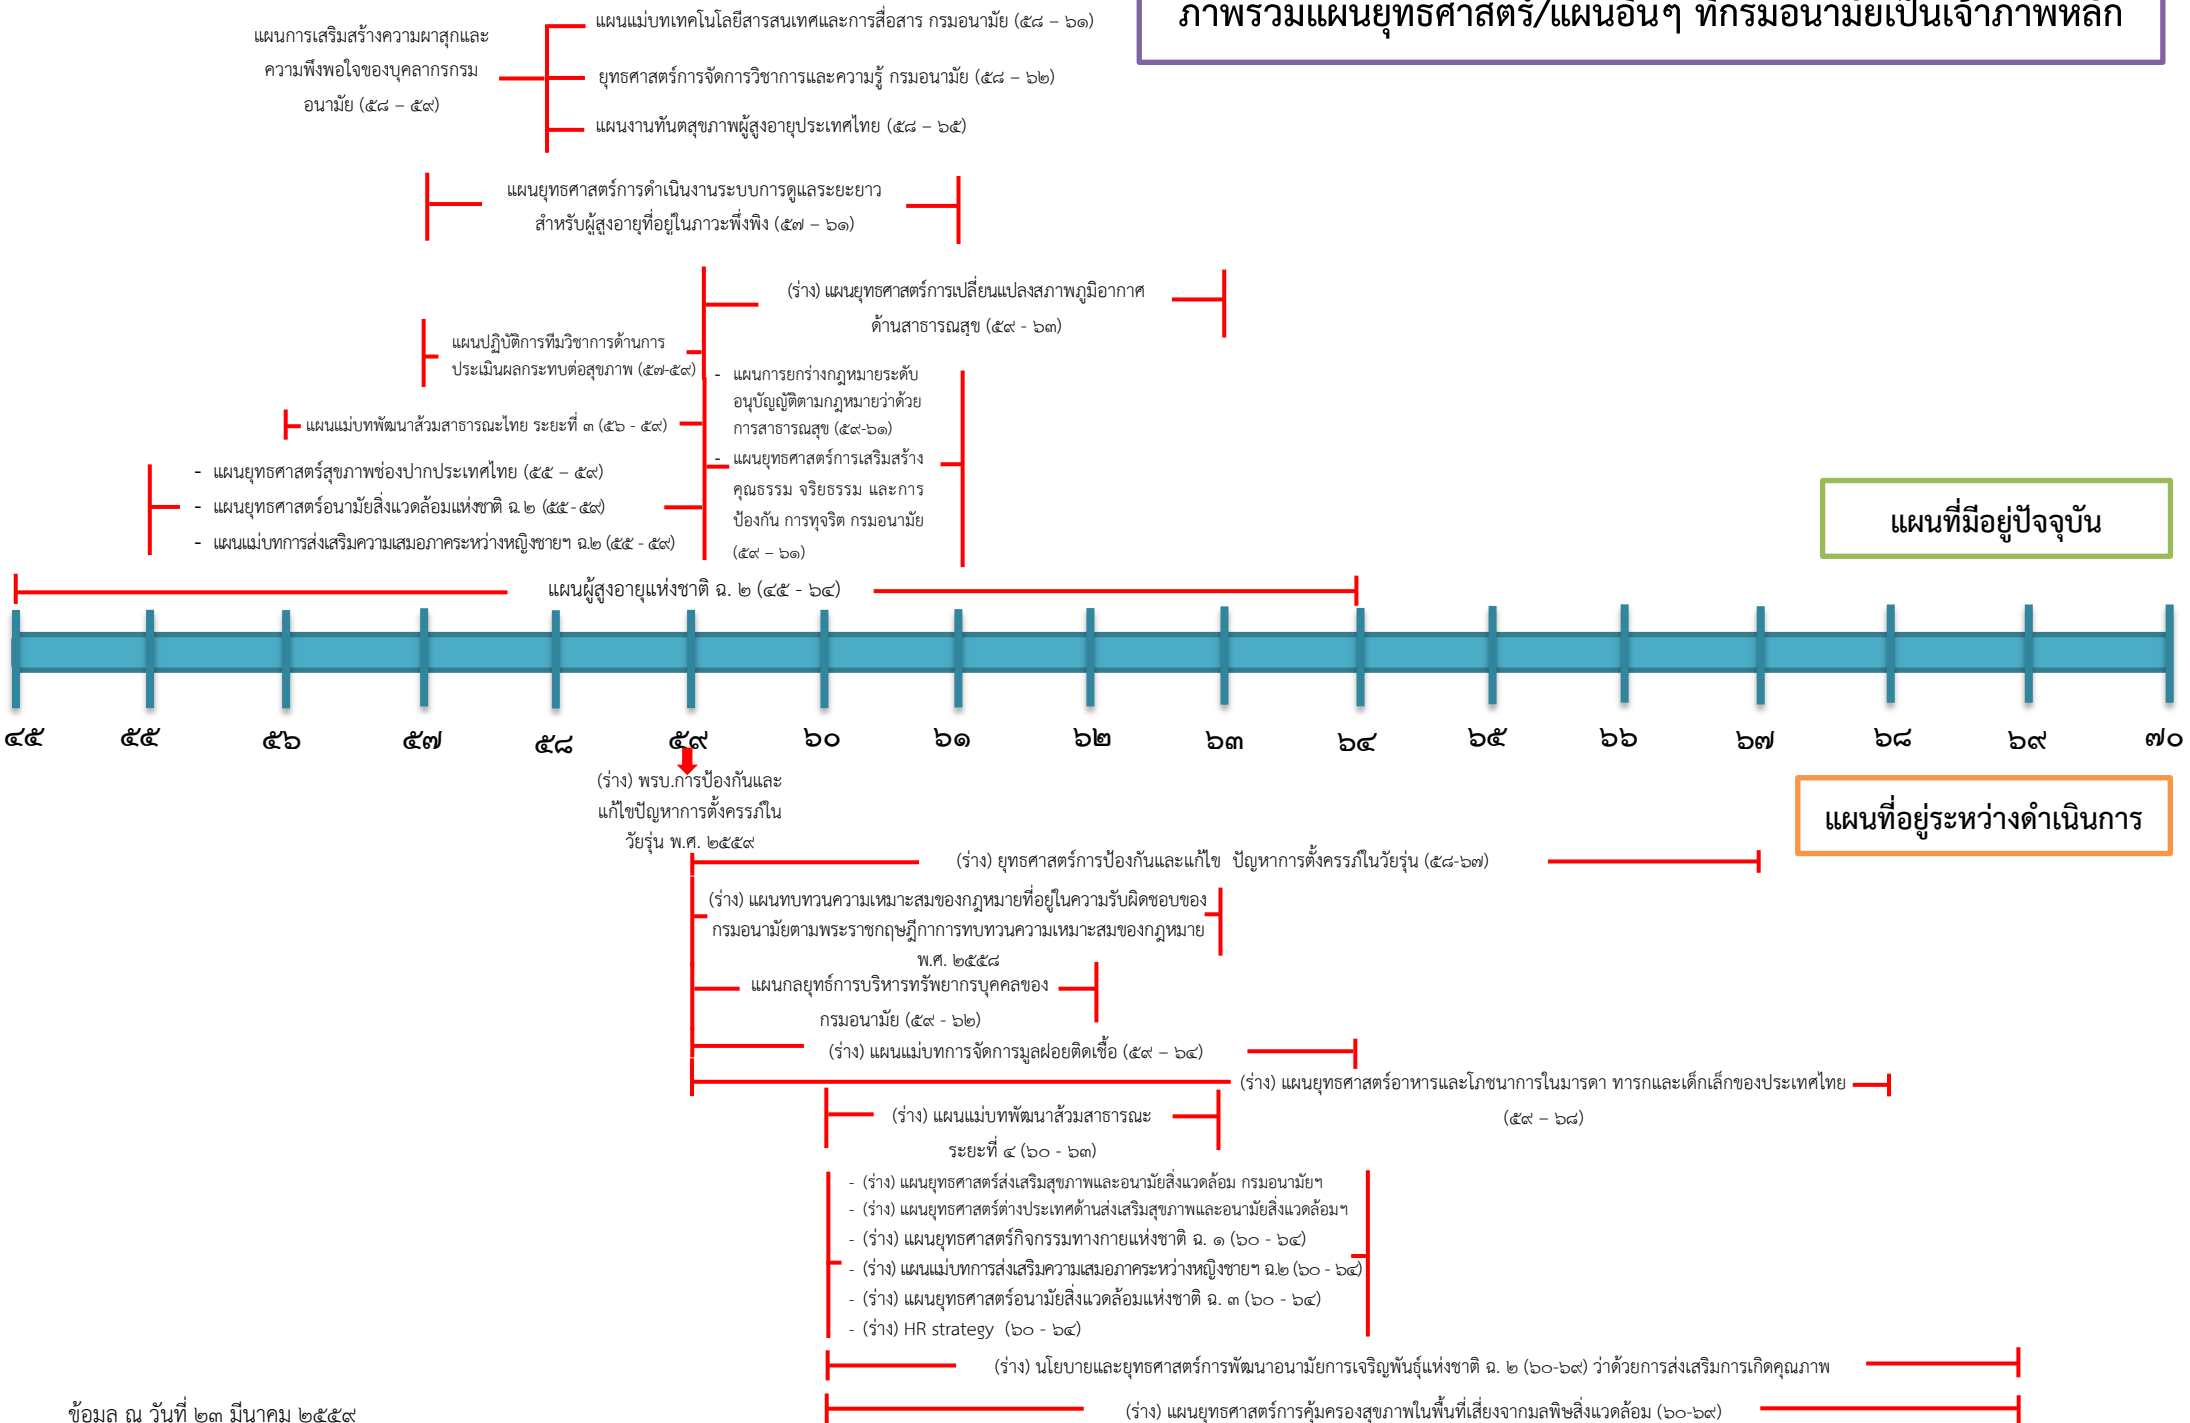 ภาพรวมแผนยุทธศาสตร์/แผนอื่นๆ ที่กรมอนามัยเป็นเจ้าภาพหลัก
แผนการเสริมสร้างความผาสุกและ
ความพึงพอใจของบุคลากรกรม
อนามัย (๕๘ – ๕๙)
แผนแม่บทเทคโนโลยีสารสนเทศและการสื่อสาร กรมอนามัย (๕๘ – ๖๑)
ยุทธศาสตร์การจัดการวิชาการและความรู้ กรมอนามัย (๕๘ – ๖๒)
แผนงานทันตสุขภาพผู้สูงอายุประเทศไทย (๕๘ – ๖๕)
แผนยุทธศาสตร์การดำเนินงานระบบการดูแลระยะยาว
สำหรับผู้สูงอายุที่อยู่ในภาวะพึ่งพิง (๕๗ – ๖๑)
(ร่าง) แผนยุทธศาสตร์การเปลี่ยนแปลงสภาพภูมิอากาศ
ด้านสาธารณสุข (๕๙ - ๖๓)
แผนปฏิบัติการทีมวิชาการด้านการ
ประเมินผลกระทบต่อสุขภาพ (๕๗-๕๙)
- แผนการยกร่างกฎหมายระดับ
อนุบัญญัติตามกฎหมายว่าด้วย
การสาธารณสุข (๕๙-๖๑)
- แผนยุทธศาสตร์การเสริมสร้าง
คุณธรรม จริยธรรม และการ
ป้องกัน การทุจริต กรมอนามัย
(๕๙ – ๖๑)
แผนแม่บทพัฒนาส้วมสาธารณะไทย ระยะที่ ๓ (๕๖ - ๕๙)
- แผนยุทธศาสตร์สุขภาพช่องปากประเทศไทย (๕๕ – ๕๙)
- แผนยุทธศาสตร์อนามัยสิ่งแวดล้อมแห่งชาติ ฉ.๒ (๕๕-๕๙)
- แผนแม่บทการส่งเสริมความเสมอภาคระหว่างหญิงชายฯ ฉ.๒ (๕๕ - ๕๙)
แผนที่มีอยู่ปัจจุบัน
แผนผู้สูงอายุแห่งชาติ ฉ. ๒ (๔๕ - ๖๔)
๔๕ ๕๕ ๕๖ ๕๗ ๕๘ ๕๙ ๖๐ ๖๑ ๖๒ ๖๓ ๖๔ ๖๕ ๖๖ ๖๗ ๖๘ ๖๙ ๗๐
(ร่าง) พรบ.การป้องกันและ
แก้ไขปัญหาการตั้งครรภ์ใน
วัยรุ่น พ.ศ. ๒๕๕๙
แผนที่อยู่ระหว่างดำเนินการ
(ร่าง) ยุทธศาสตร์การป้องกันและแก้ไข ปัญหาการตั้งครรภ์ในวัยรุ่น (๕๘-๖๗)
(ร่าง) แผนทบทวนความเหมาะสมของกฎหมายที่อยู่ในความรับผิดชอบของ
กรมอนามัยตามพระราชกฤษฎีกาการทบทวนความเหมาะสมของกฎหมาย
พ.ศ. ๒๕๕๘
แผนกลยุทธ์การบริหารทรัพยากรบุคคลของ
กรมอนามัย (๕๙ - ๖๒)
(ร่าง) แผนแม่บทการจัดการมูลฝอยติดเชื้อ (๕๙ – ๖๔)
(ร่าง) แผนยุทธศาสตร์อาหารและโภชนาการในมารดา ทารกและเด็กเล็กของประเทศไทย
(๕๙ – ๖๘)
(ร่าง) แผนแม่บทพัฒนาส้วมสาธารณะ
ระยะที่ ๔ (๖๐ - ๖๓)
- (ร่าง) แผนยุทธศาสตร์ส่งเสริมสุขภาพและอนามัยสิ่งแวดล้อม กรมอนามัยฯ
- (ร่าง) แผนยุทธศาสตร์ต่างประเทศด้านส่งเสริมสุขภาพและอนามัยสิ่งแวดล้อมฯ
- (ร่าง) แผนยุทธศาสตร์กิจกรรมทางกายแห่งชาติ ฉ. ๑ (๖๐ - ๖๔)
- (ร่าง) แผนแม่บทการส่งเสริมความเสมอภาคระหว่างหญิงชายฯ ฉ.๒ (๖๐ - ๖๔)
- (ร่าง) แผนยุทธศาสตร์อนามัยสิ่งแวดล้อมแห่งชาติ ฉ. ๓ (๖๐ - ๖๔)
- (ร่าง) HR strategy (๖๐ - ๖๔)
(ร่าง) นโยบายและยุทธศาสตร์การพัฒนาอนามัยการเจริญพันธุ์แห่งชาติ ฉ. ๒ (๖๐-๖๙) ว่าด้วยการส่งเสริมการเกิดคุณภาพ
(ร่าง) แผนยุทธศาสตร์การคุ้มครองสุขภาพในพื้นที่เสี่ยงจากมลพิษสิ่งแวดล้อม (๖๐-๖๙)
ข้อมูล ณ วันที่ ๒๓ มีนาคม ๒๕๕๙